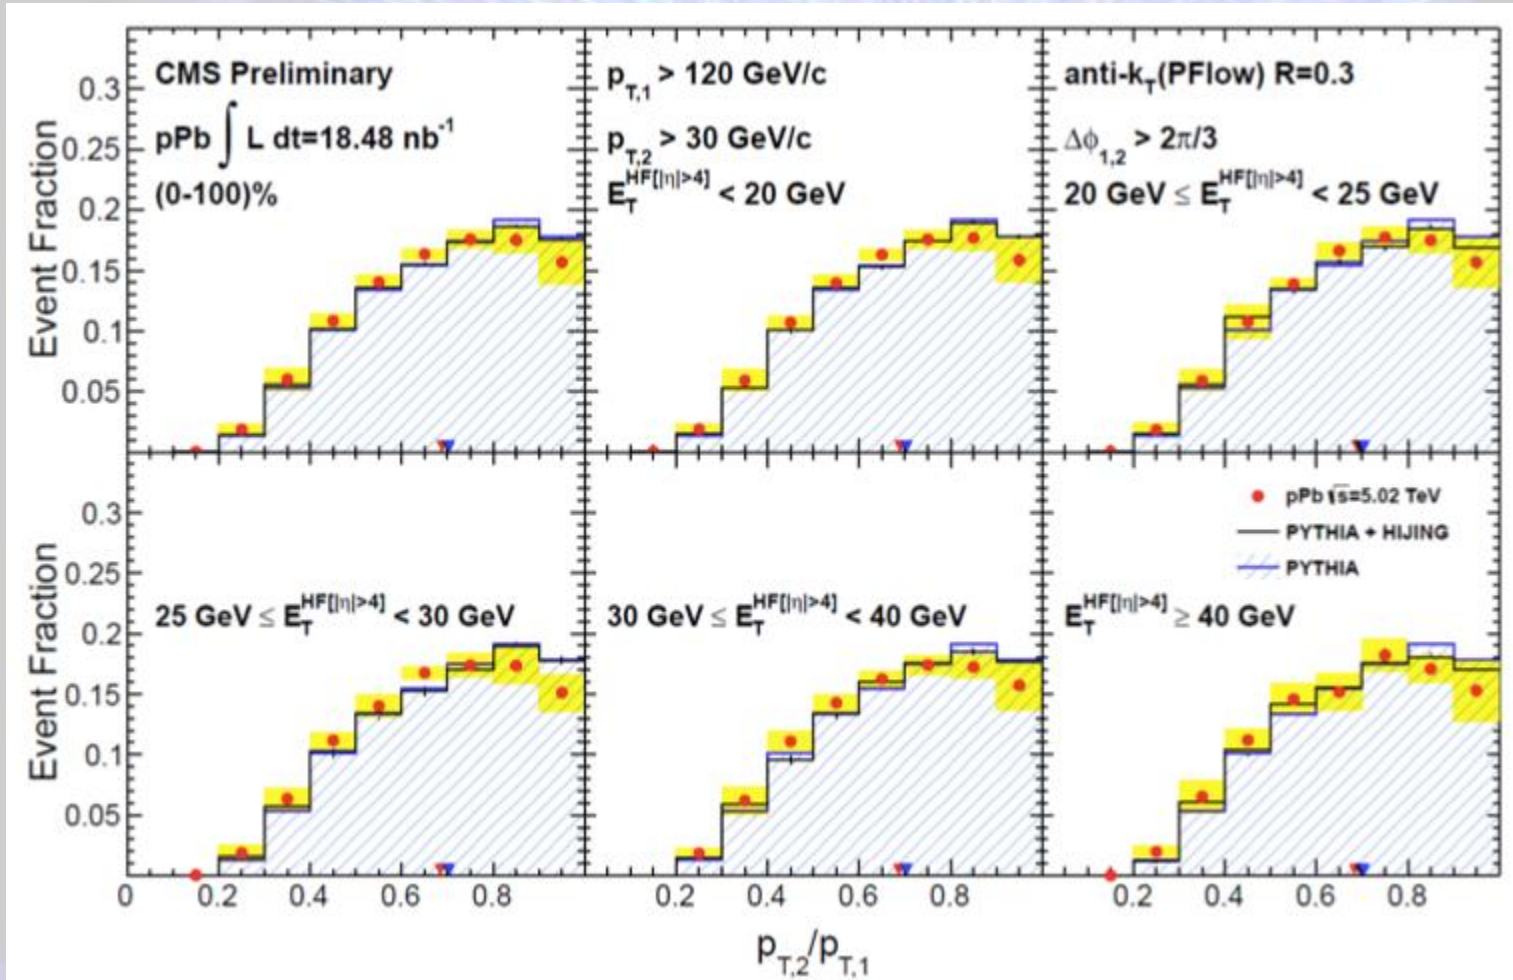 CMS Preliminary
pPb ∫ L dt=18.48 nb⁻¹
(0-100)%
p_T,1 > 120 GeV/c
p_T,2 > 30 GeV/c
E_T^HF[|η|>4] < 20 GeV
anti-k_T(PFlow) R=0.3
Δϕ_1,2 > 2π/3
20 GeV ≤ E_T^HF[|η|>4] < 25 GeV
Event Fraction
0.3
0.25
0.2
0.15
0.1
0.05
25 GeV ≤ E_T^HF[|η|>4] < 30 GeV
30 GeV ≤ E_T^HF[|η|>4] < 40 GeV
pPb √s=5.02 TeV
PYTHIA + HIJING
PYTHIA
E_T^HF[|η|>4] ≥ 40 GeV
Event Fraction
0.3
0.25
0.2
0.15
0.1
0.05
0 0.2 0.4 0.6 0.8 0.2 0.4 0.6 0.8 0.2 0.4 0.6 0.8
p_T,2/p_T,1